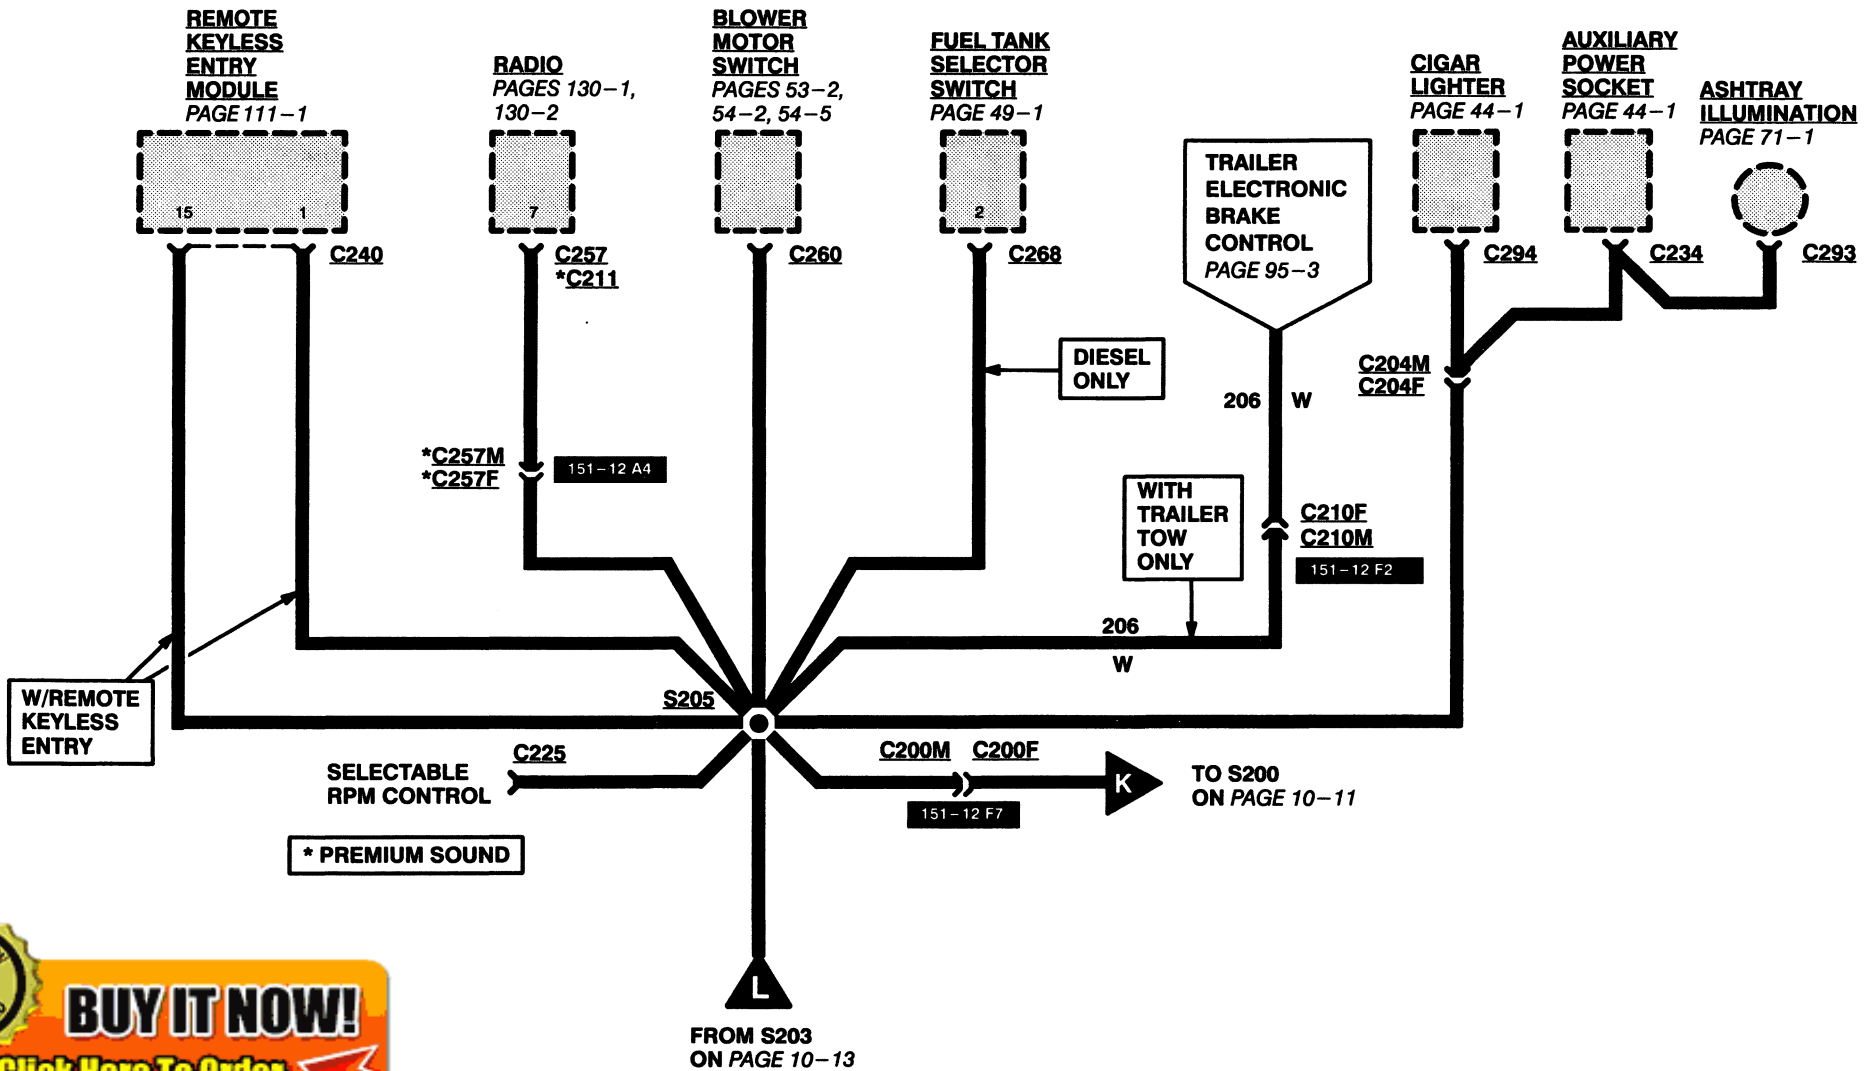 REMOTE
KEYLESS
ENTRY
MODULE
PAGE 111-1
15
1
C240
RADIO
PAGES 130-1,
130-2
7
C257
*C211
BLOWER
MOTOR
SWITCH
PAGES 53-2,
54-2, 54-5
C260
FUEL TANK
SELECTOR
SWITCH
PAGE 49-1
2
C268
TRAILER
ELECTRONIC
BRAKE
CONTROL
PAGE 95-3
CIGAR
LIGHTER
PAGE 44-1
C294
AUXILIARY
POWER
SOCKET
PAGE 44-1
C234
ASHTRAY
ILLUMINATION
PAGE 71-1
C293
DIESEL
ONLY
C204M
C204F
206 W
*C257M
*C257F
151-12 A4
WITH
TRAILER
TOW
ONLY
C210F
C210M
151-12 F2
206
W
W/REMOTE
KEYLESS
ENTRY
S205
C225
SELECTABLE
RPM CONTROL
C200M C200F
151-12 F7
K
TO S200
ON PAGE 10-11
* PREMIUM SOUND
L
FROM S203
ON PAGE 10-13
BUY IT NOW!
Click Here To Order